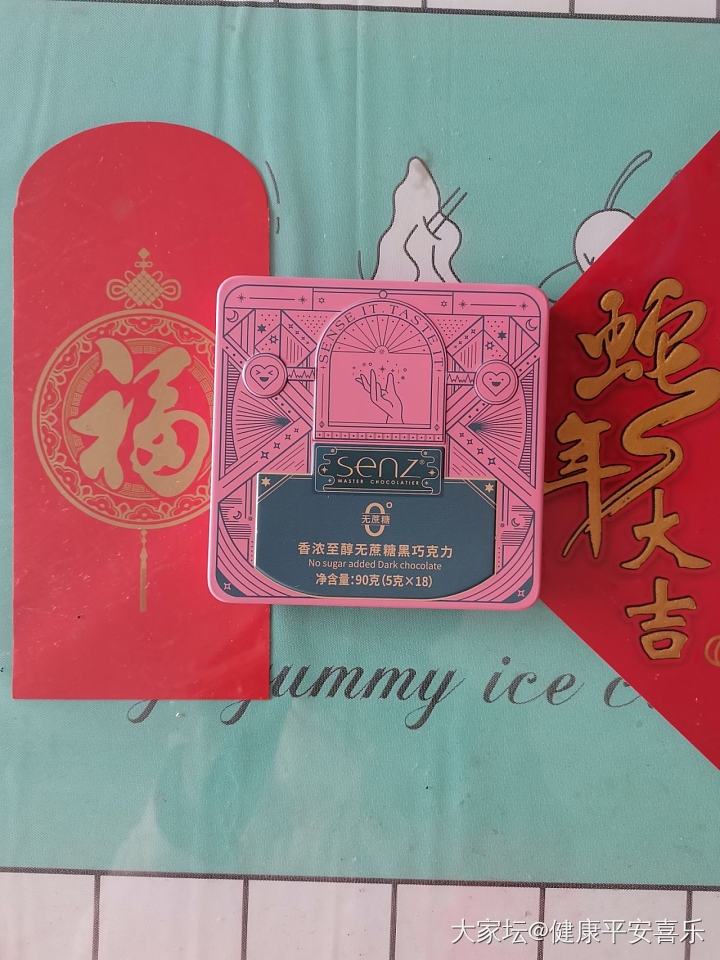 福
SENSE IT. TASTE IT
senz®
MASTER CHOCOLATIER
0°
无蔗糖
香浓至醇无蔗糖黑巧克力
No sugar added Dark chocolate
净含量:90克(5克×18)
蛇
年
大
吉
yummy ice c
大家坛@健康平安喜乐